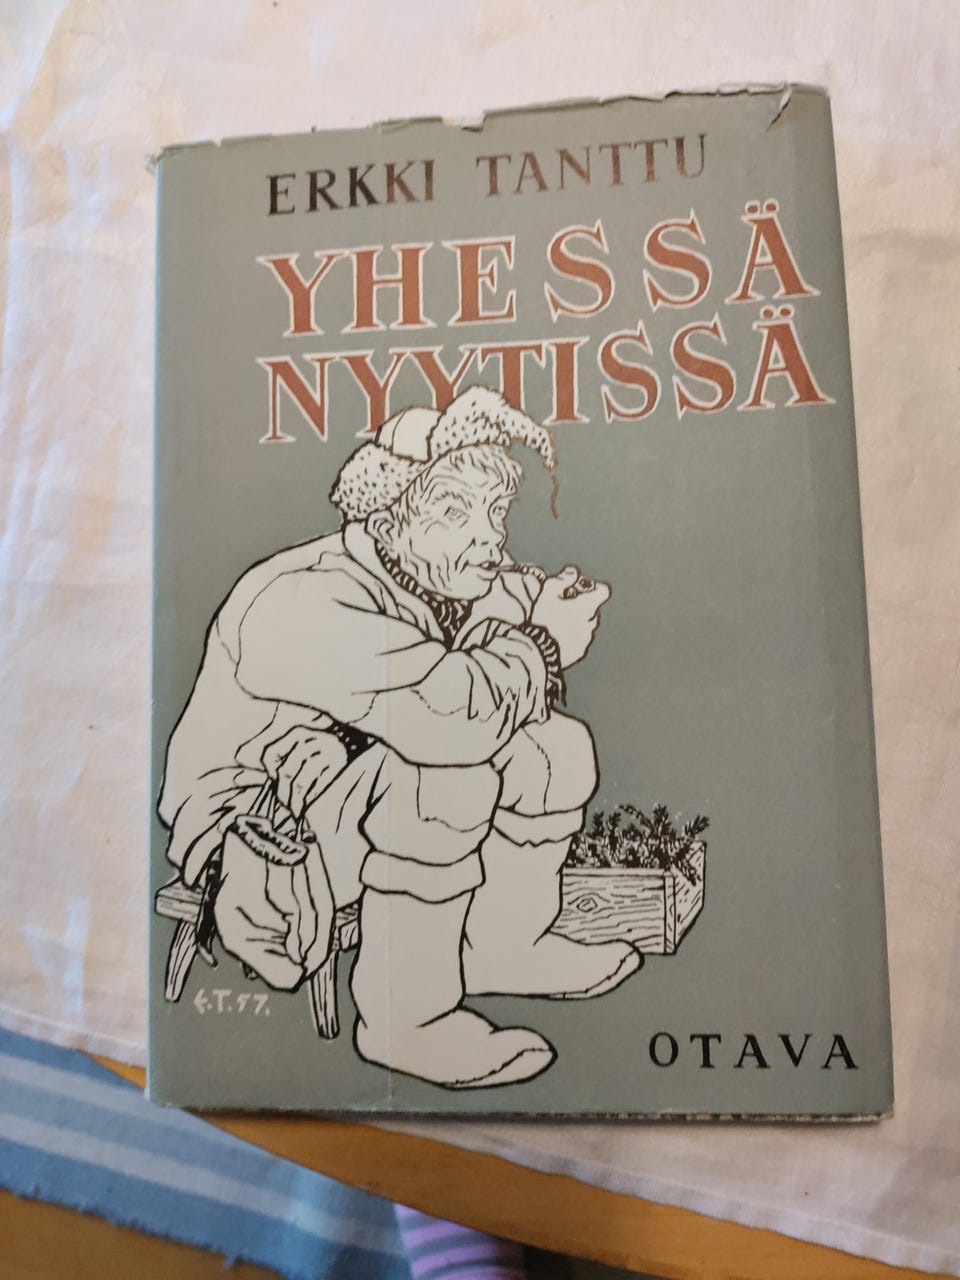 ERKKI TANTTU
YHESSÄ
NYYTISSÄ
E.T.57.
OTAVA